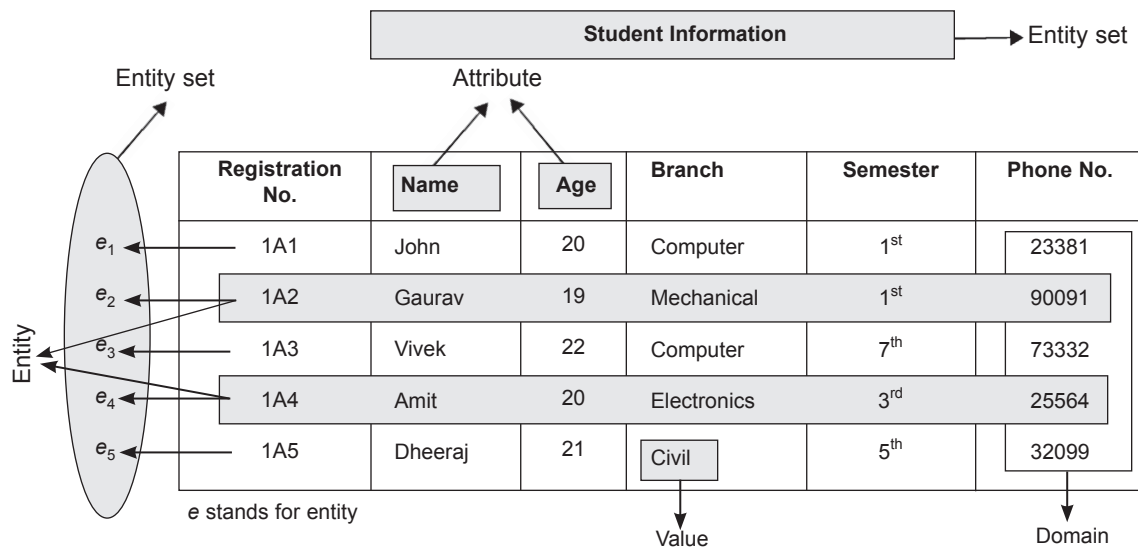 Student Information
Entity set
Entity set
Attribute
Registration No. Name Age Branch Semester Phone No.
e₁ 1A1 John 20 Computer 1st 23381
e₂ 1A2 Gaurav 19 Mechanical 1st 90091
e₃ 1A3 Vivek 22 Computer 7th 73332
e₄ 1A4 Amit 20 Electronics 3rd 25564
e₅ 1A5 Dheeraj 21 Civil 5th 32099
Entity
e stands for entity
Value
Domain